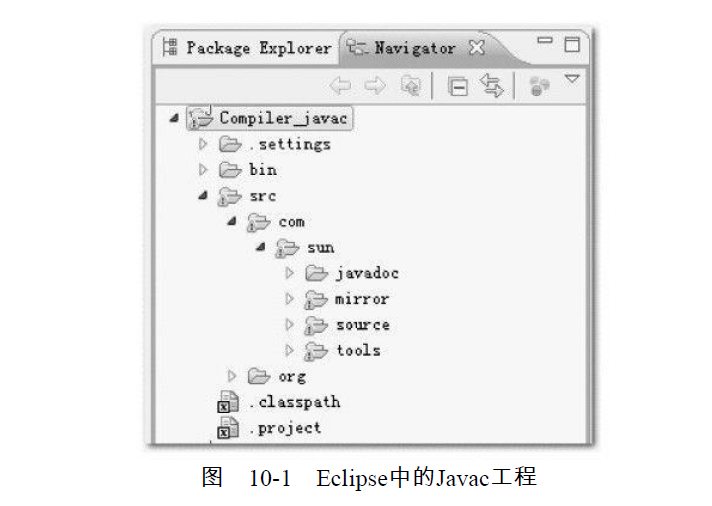 Package Explorer Navigator
Compiler_javac
.settings
bin
src
com
sun
javadoc
mirror
source
tools
org
.classpath
.project
图 10-1 Eclipse中的Javac工程